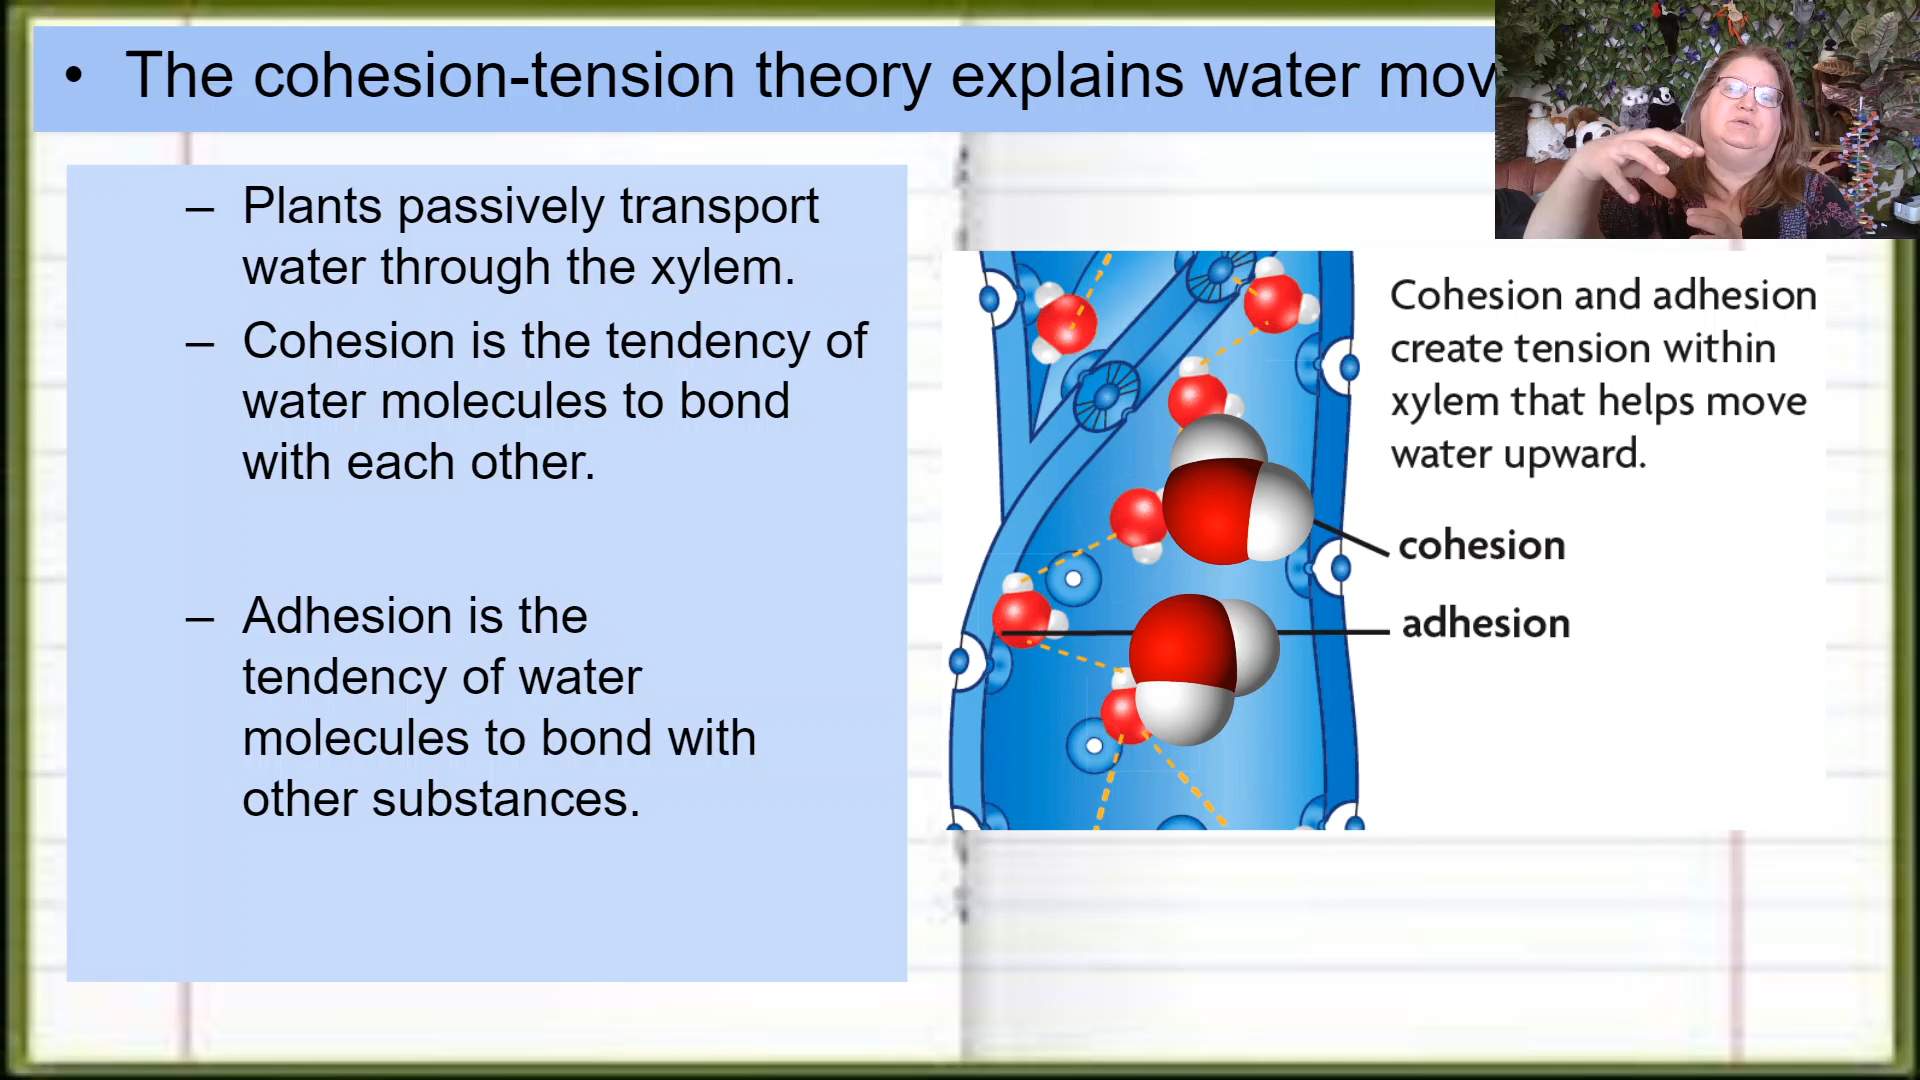 • The cohesion-tension theory explains water mov
– Plants passively transport
water through the xylem.
– Cohesion is the tendency of
water molecules to bond
with each other.
– Adhesion is the
tendency of water
molecules to bond with
other substances.
Cohesion and adhesion
create tension within
xylem that helps move
water upward.
cohesion
adhesion